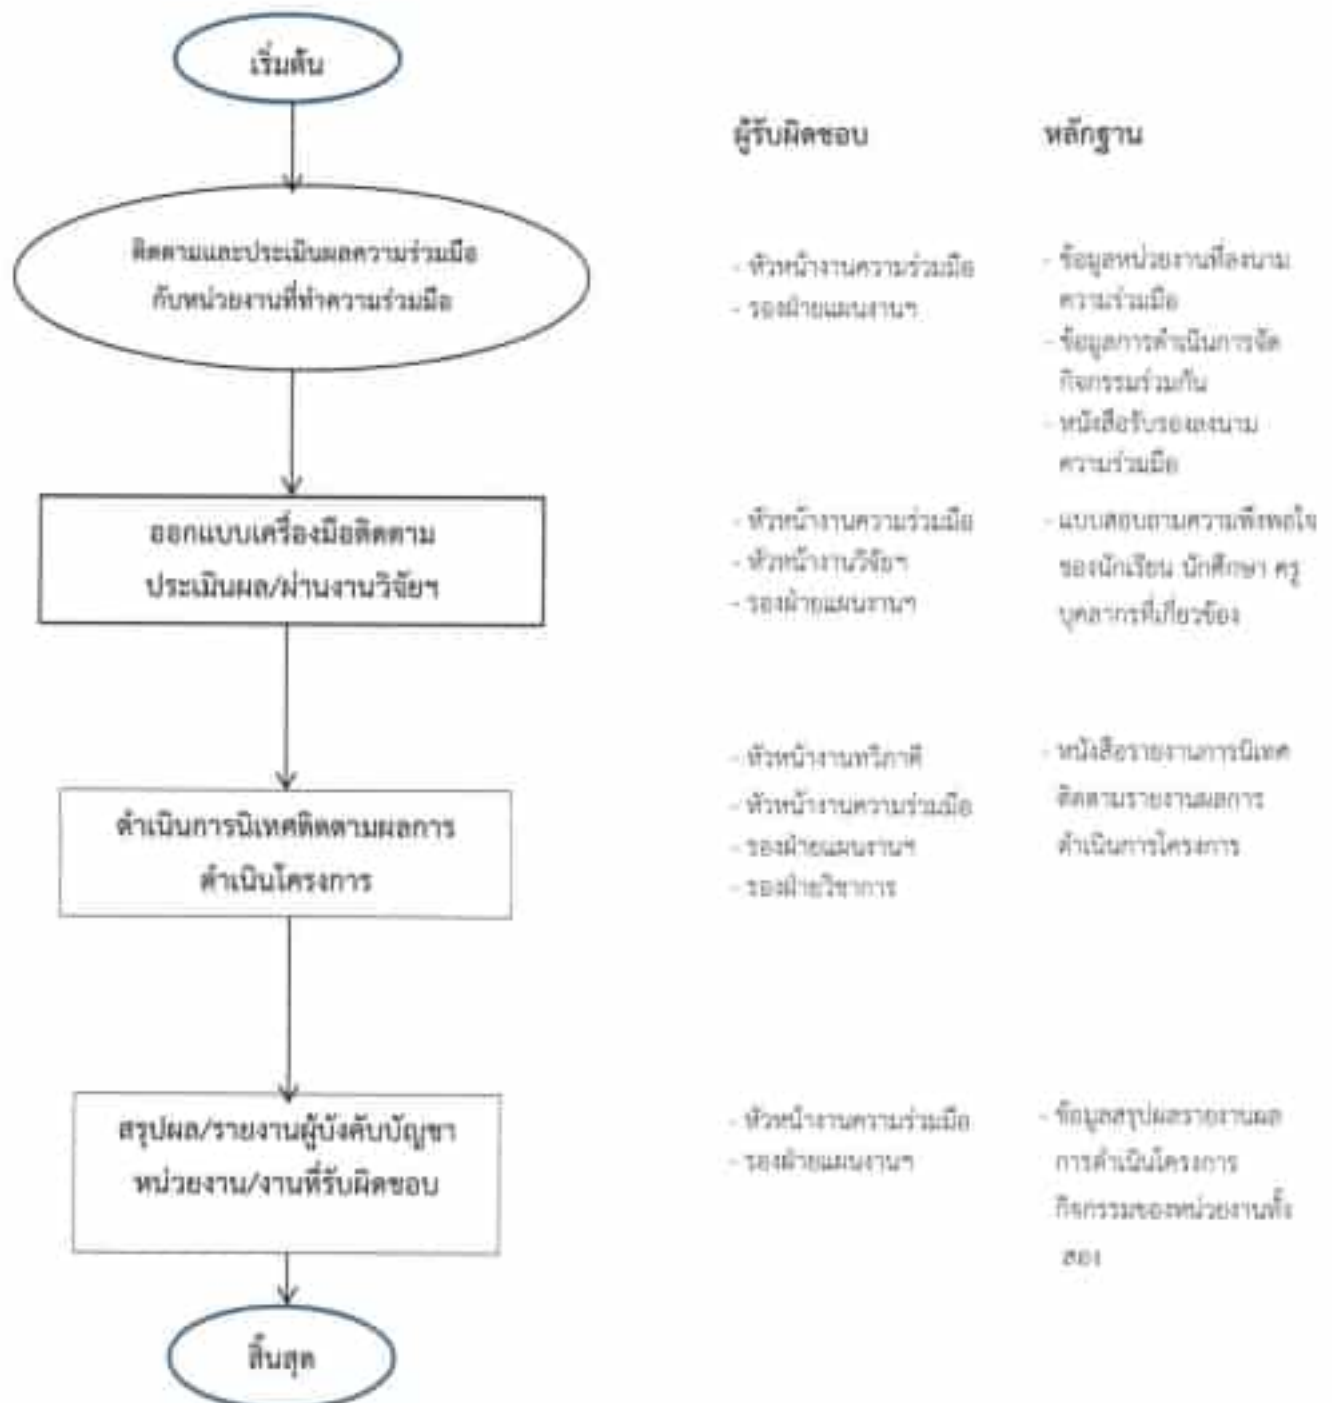 เริ่มต้น
ผู้รับผิดชอบ
หลักฐาน
ติดตามและประเมินผลความร่วมมือ
กับหน่วยงานที่ทำความร่วมมือ
- หัวหน้างานความร่วมมือ
- รองฝ่ายแผนงานฯ
- ข้อมูลหน่วยงานที่ลงนาม
ความร่วมมือ
- ข้อมูลการดำเนินการจัด
กิจกรรมร่วมกัน
- หนังสือรับรองลงนาม
ความร่วมมือ
ออกแบบเครื่องมือติดตาม
ประเมินผล/ผ่านงานวิจัยฯ
- หัวหน้างานความร่วมมือ
- หัวหน้างานวิจัยฯ
- รองฝ่ายแผนงานฯ
- แบบสอบถามความพึงพอใจ
ของนักเรียน นักศึกษา ครู
บุคลากรที่เกี่ยวข้อง
ดำเนินการนิเทศติดตามผลการ
ดำเนินโครงการ
- หัวหน้างานทวิภาคี
- หัวหน้างานความร่วมมือ
- รองฝ่ายแผนงานฯ
- รองฝ่ายวิชาการ
- หนังสือรายงานการนิเทศ
ติดตามรายงานผลการ
ดำเนินการโครงการ
สรุปผล/รายงานผู้บังคับบัญชา
หน่วยงาน/งานที่รับผิดชอบ
- หัวหน้างานความร่วมมือ
- รองฝ่ายแผนงานฯ
- ข้อมูลสรุปผลรายงานผล
การดำเนินโครงการ
กิจกรรมของหน่วยงานทั้ง
สอง
สิ้นสุด